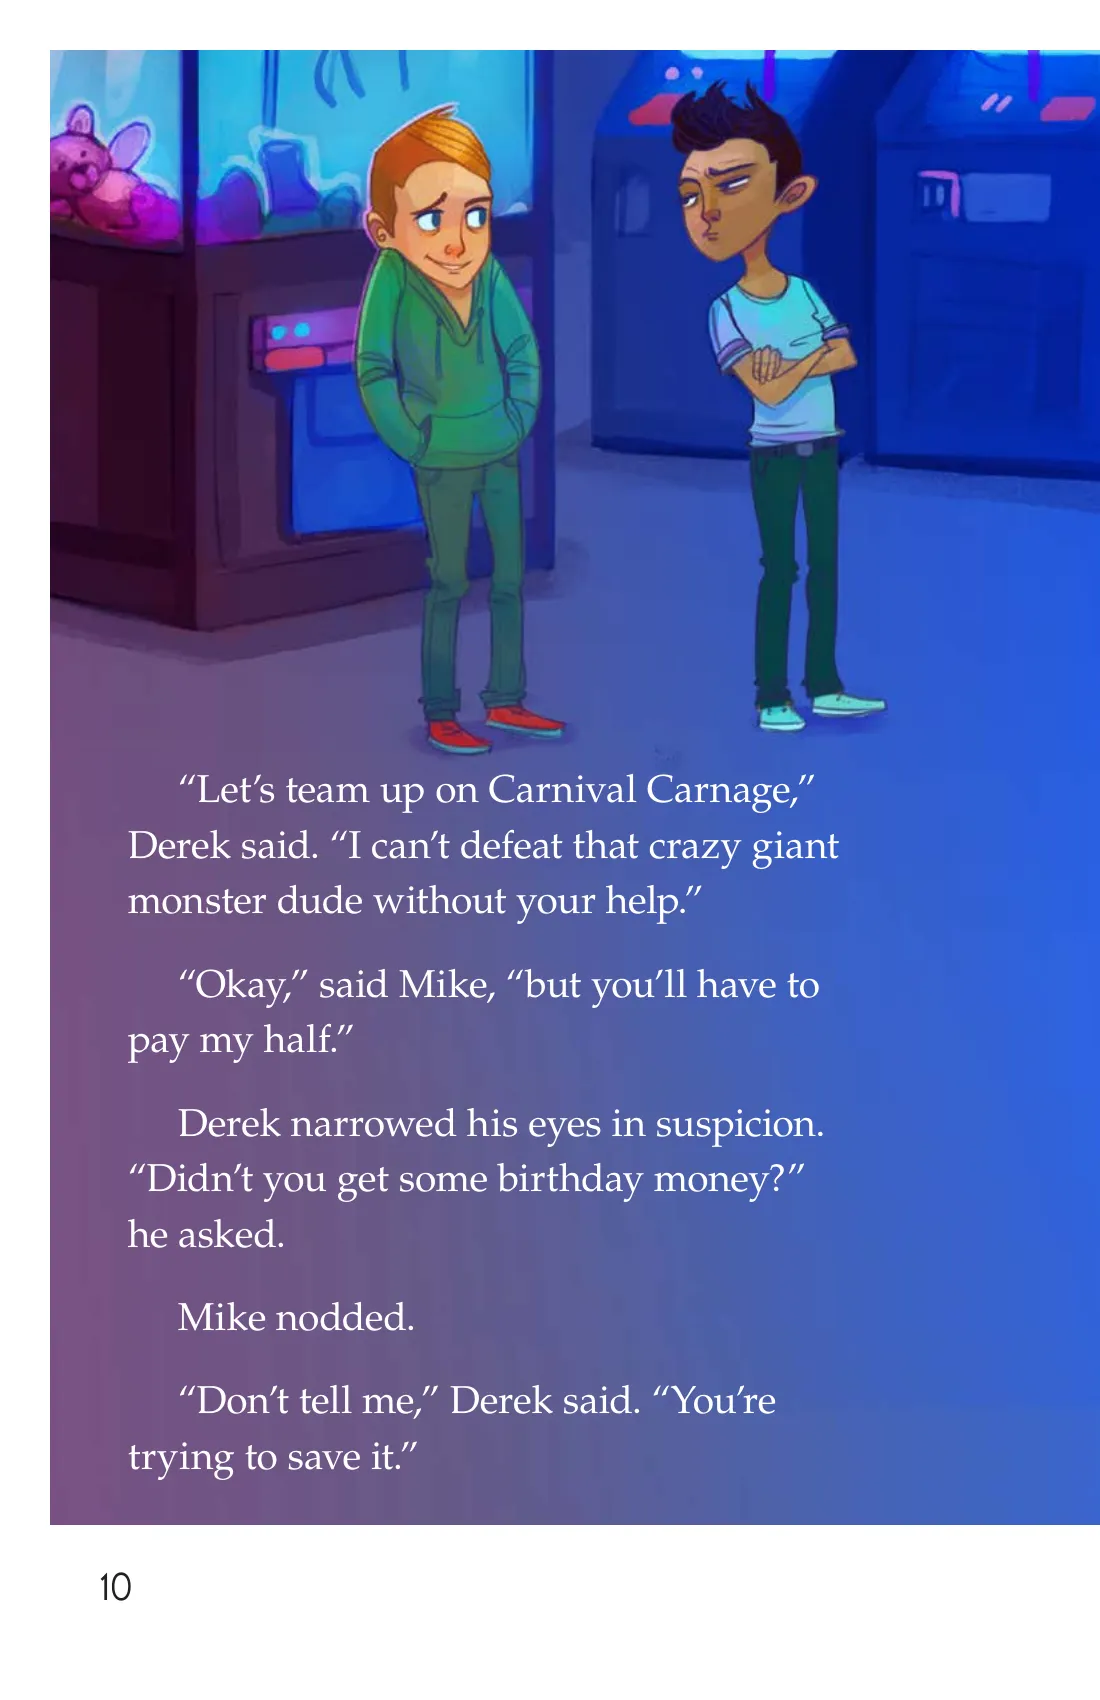 “Let’s team up on Carnival Carnage,”
Derek said. “I can’t defeat that crazy giant
monster dude without your help.”
“Okay,” said Mike, “but you’ll have to
pay my half.”
Derek narrowed his eyes in suspicion.
“Didn’t you get some birthday money?”
he asked.
Mike nodded.
“Don’t tell me,” Derek said. “You’re
trying to save it.”
10